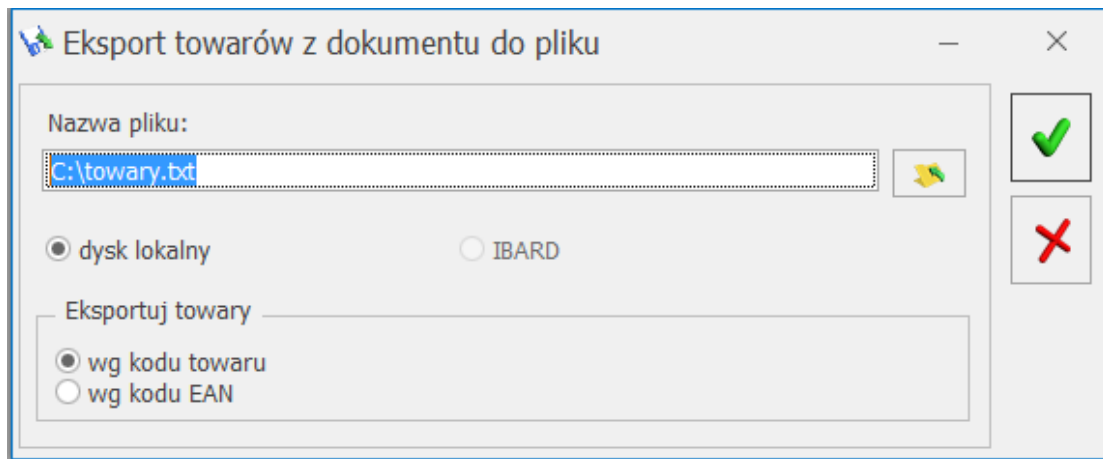 Eksport towarów z dokumentu do pliku
Nazwa pliku:
C:\towary.txt
dysk lokalny IBARD
Eksportuj towary
wg kodu towaru
wg kodu EAN